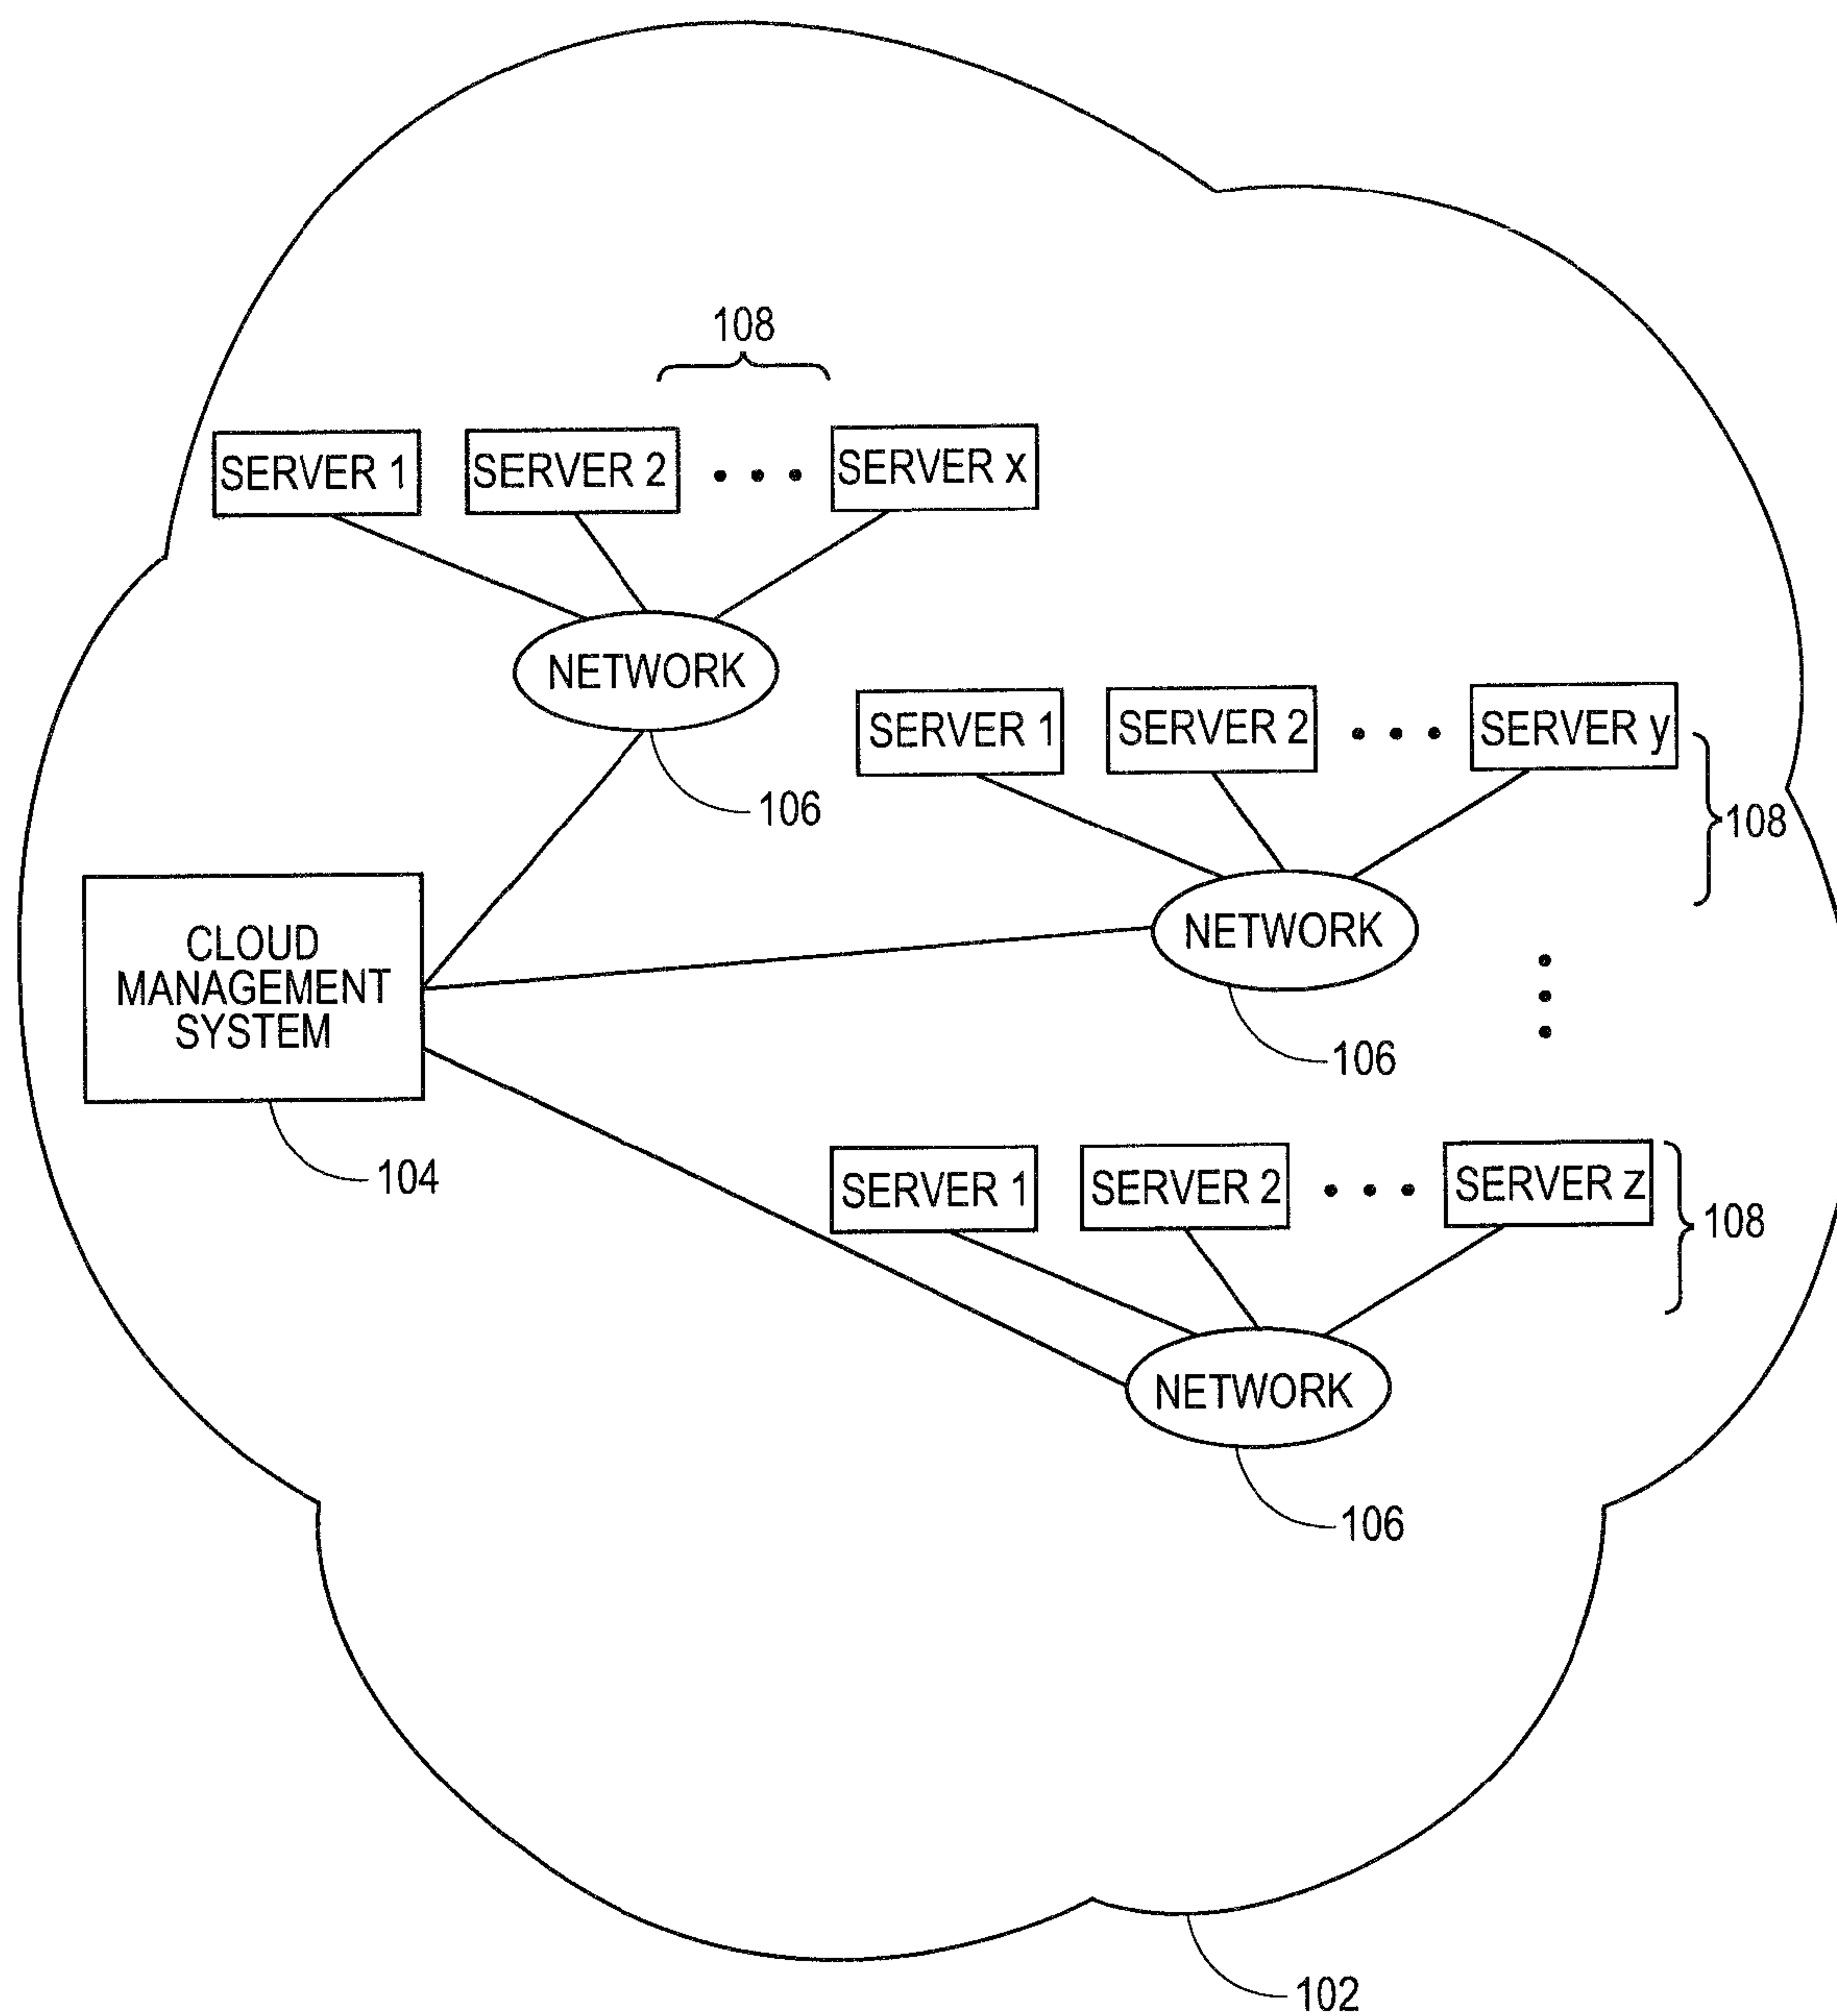 108
SERVER 1
SERVER 2
SERVER x
NETWORK
106
SERVER 1
SERVER 2
SERVER y
108
NETWORK
106
CLOUD
MANAGEMENT
SYSTEM
104
SERVER 1
SERVER 2
SERVER z
108
NETWORK
106
102